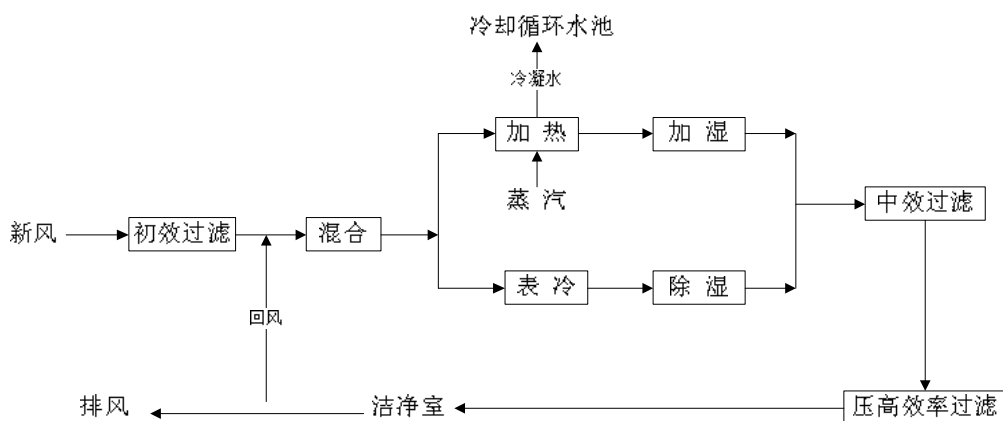 冷却循环水池
冷凝水
加热
加湿
蒸汽
新风
初效过滤
混合
中效过滤
表冷
除湿
回风
排风
洁净室
压高效率过滤